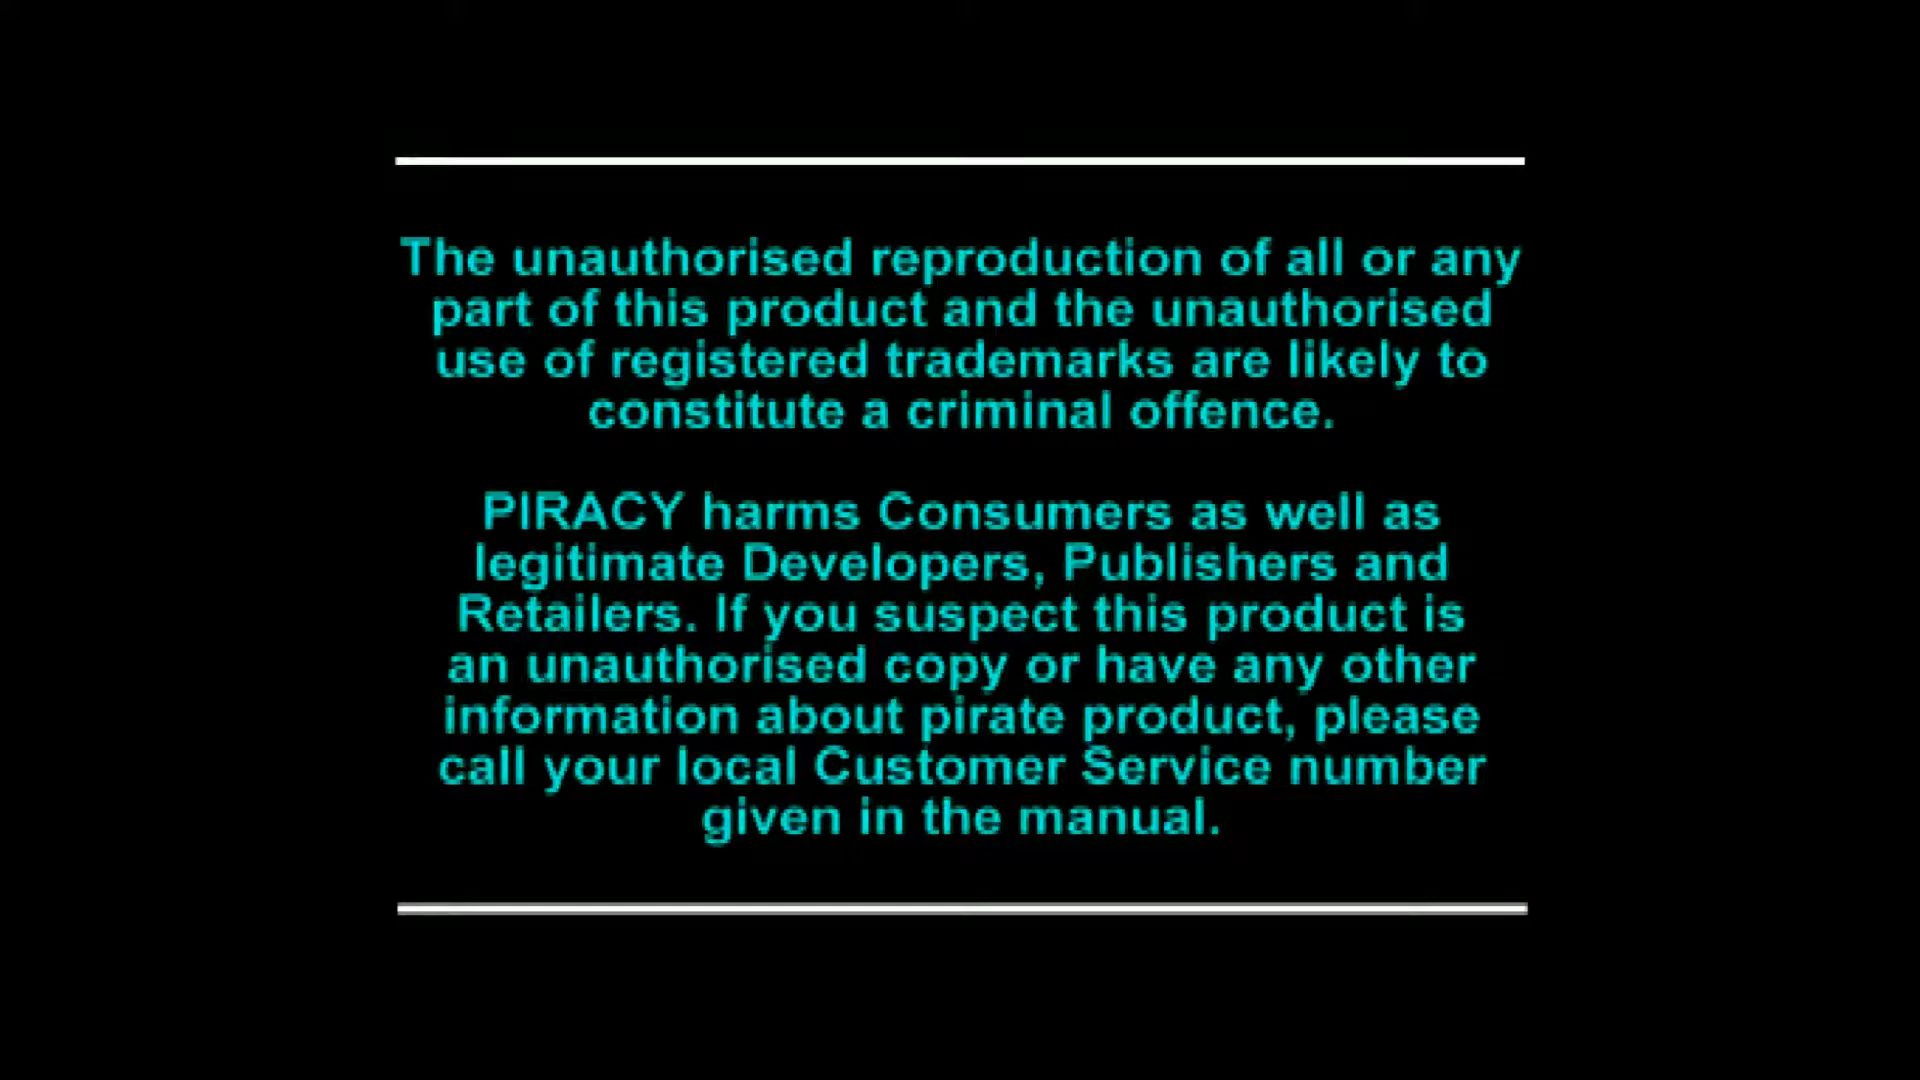 The unauthorised reproduction of all or any
part of this product and the unauthorised
use of registered trademarks are likely to
constitute a criminal offence.
PIRACY harms Consumers as well as
legitimate Developers, Publishers and
Retailers. If you suspect this product is
an unauthorised copy or have any other
information about pirate product, please
call your local Customer Service number
given in the manual.